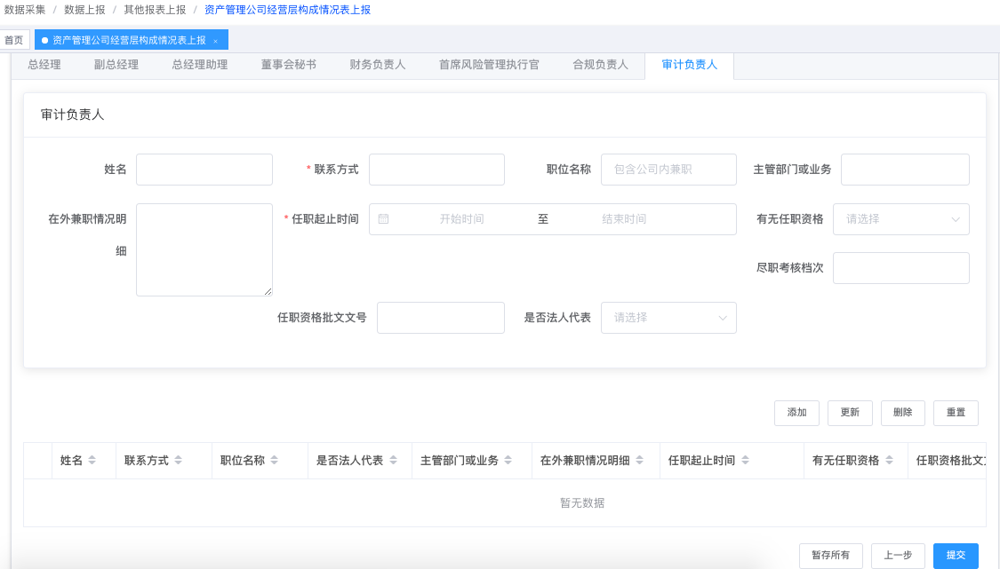 数据采集 / 数据上报 / 其他报表上报 / 资产管理公司经营层构成情况表上报
首页 资产管理公司经营层构成情况表上报 ×
总经理 副总经理 总经理助理 董事会秘书 财务负责人 首席风险管理执行官 合规负责人 审计负责人
审计负责人
姓名 * 联系方式 职位名称 包含公司内兼职 主管部门或业务
在外兼职情况明 * 任职起止时间 开始时间 至 结束时间 有无任职资格 请选择
细
尽职考核档次
任职资格批文文号 是否法人代表 请选择
添加 更新 删除 重置
姓名 联系方式 职位名称 是否法人代表 主管部门或业务 在外兼职情况明细 任职起止时间 有无任职资格 任职资格批文
暂无数据
暂存所有 上一步 提交